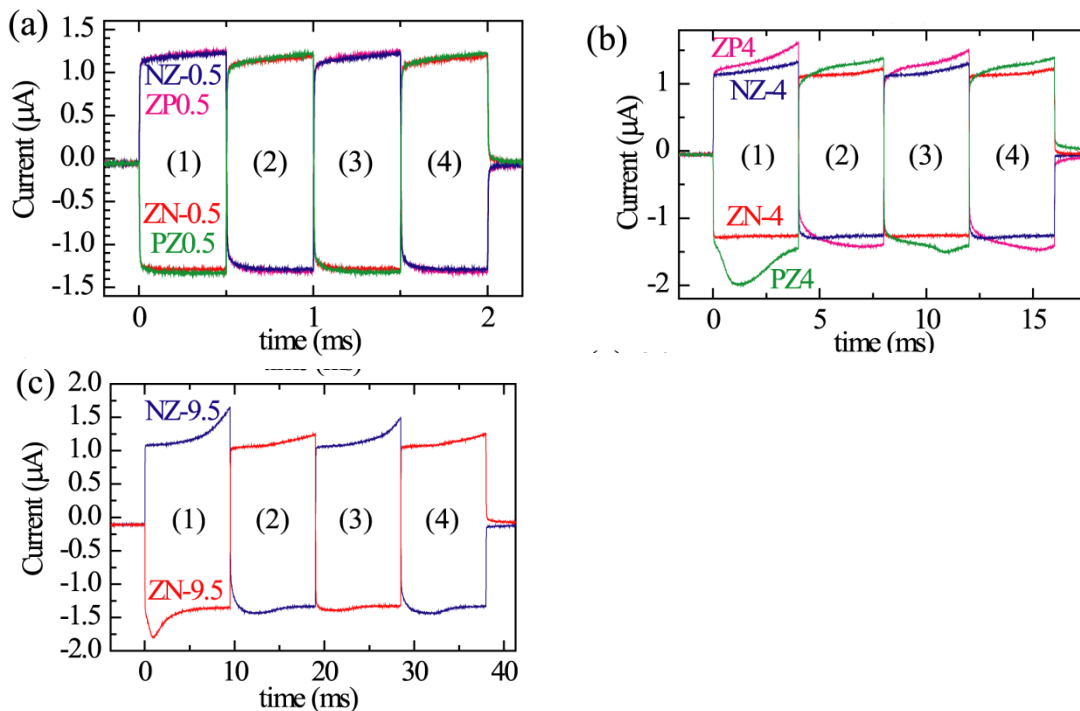 (a)
1.5
1.0
0.5
0.0
-0.5
-1.0
-1.5
Current (µA)
NZ-0.5
ZP0.5
(1) (2) (3) (4)
ZN-0.5
PZ0.5
0 1 2
time (ms)
(b)
1
0
-1
-2
Current (µA)
ZP4
NZ-4
(1) (2) (3) (4)
ZN-4
PZ4
0 5 10 15
time (ms)
(c)
2.0
1.5
1.0
0.5
0.0
-0.5
-1.0
-1.5
-2.0
Current (µA)
NZ-9.5
(1) (2) (3) (4)
ZN-9.5
0 10 20 30 40
time (ms)